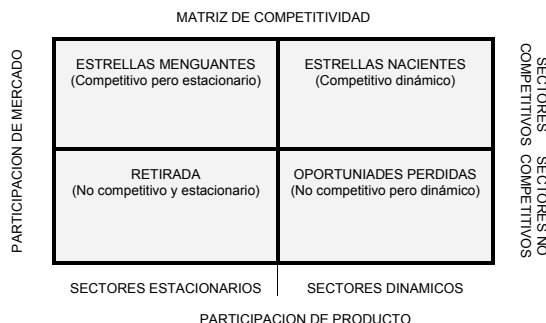 MATRIZ DE COMPETITIVIDAD
PARTICIPACION DE MERCADO
ESTRELLAS MENGUANTES
(Competitivo pero estacionario)
ESTRELLAS NACIENTES
(Competitivo dinámico)
SECTORES
COMPETITIVOS
RETIRADA
(No competitivo y estacionario)
OPORTUNIADES PERDIDAS
(No competitivo pero dinámico)
SECTORES NO
COMPETITIVOS
SECTORES ESTACIONARIOS
SECTORES DINAMICOS
PARTICIPACION DE PRODUCTO